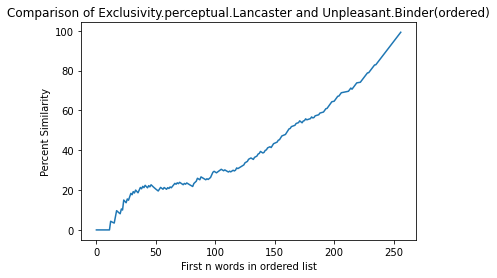 Comparison of Exclusivity.perceptual.Lancaster and Unpleasant.Binder(ordered)
100
80
60
40
20
0
Percent Similarity
0 50 100 150 200 250
First n words in ordered list